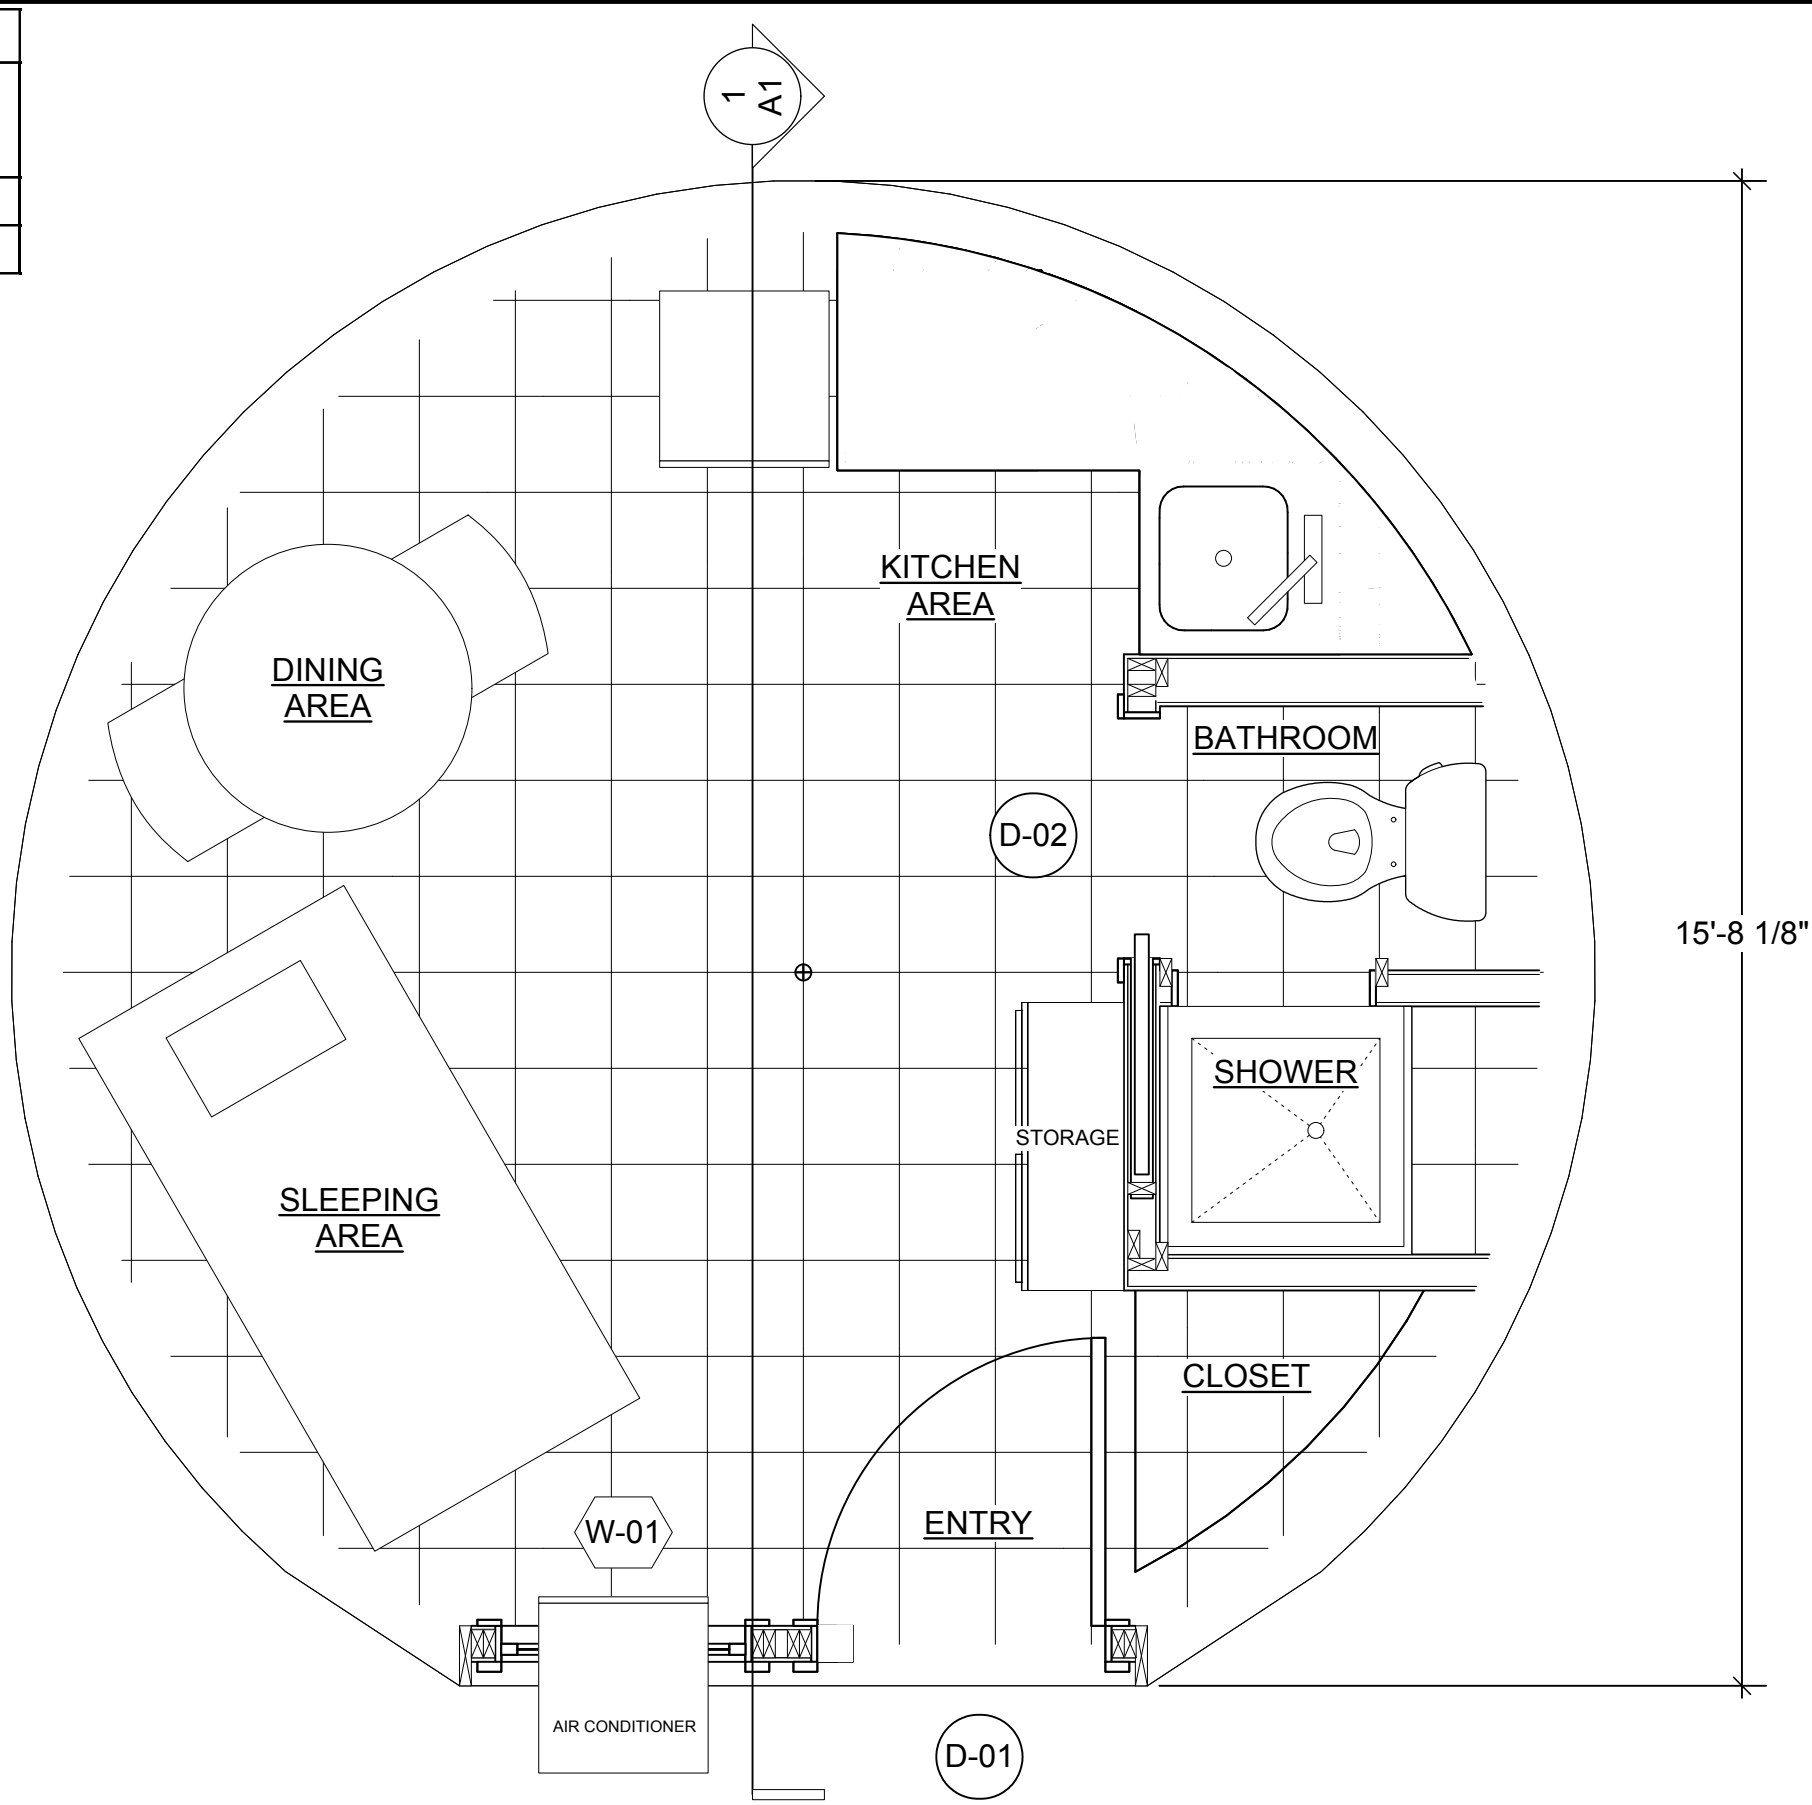 1
A1
KITCHEN
AREA
DINING
AREA
BATHROOM
D-02
15'-8 1/8"
SHOWER
STORAGE
SLEEPING
AREA
CLOSET
ENTRY
W-01
AIR CONDITIONER
D-01